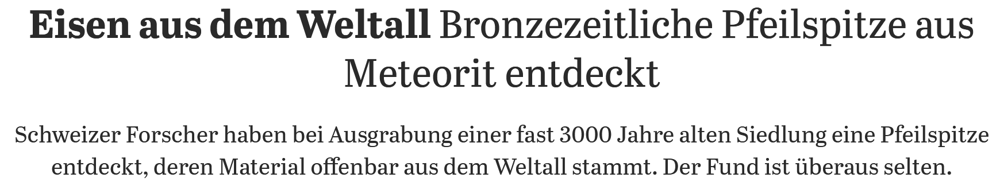 Eisen aus dem Weltall Bronzezeitliche Pfeilspitze aus
Meteorit entdeckt
Schweizer Forscher haben bei Ausgrabung einer fast 3000 Jahre alten Siedlung eine Pfeilspitze
entdeckt, deren Material offenbar aus dem Weltall stammt. Der Fund ist überaus selten.